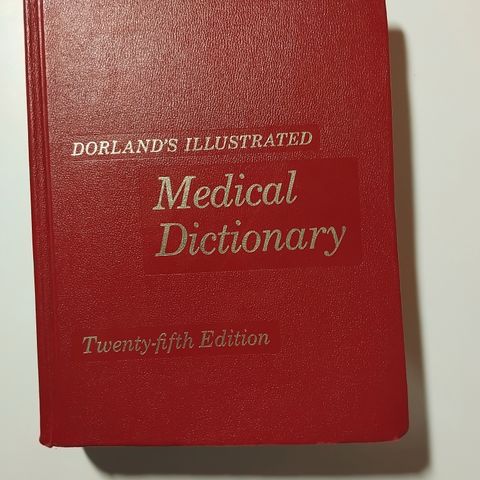 DORLAND'S ILLUSTRATED
Medical
Dictionary
Twenty-fifth Edition